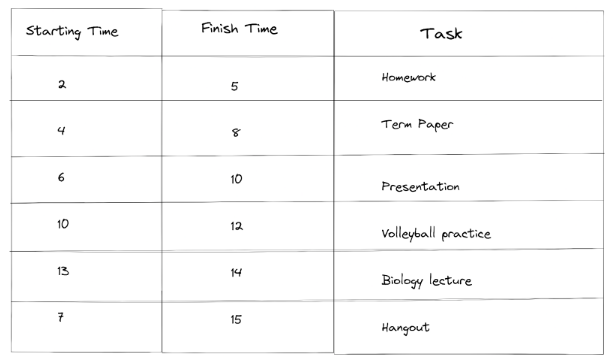 Starting Time Finish Time Task
2 5 Homework
4 8 Term Paper
6 10 Presentation
10 12 Volleyball practice
13 14 Biology lecture
7 15 Hangout